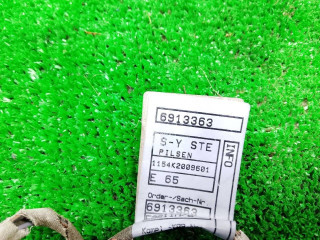 6913363
S-Y STE
PILSEN
1154K2009601
E 65
INFO
Order-/Sach-Nr
6913363